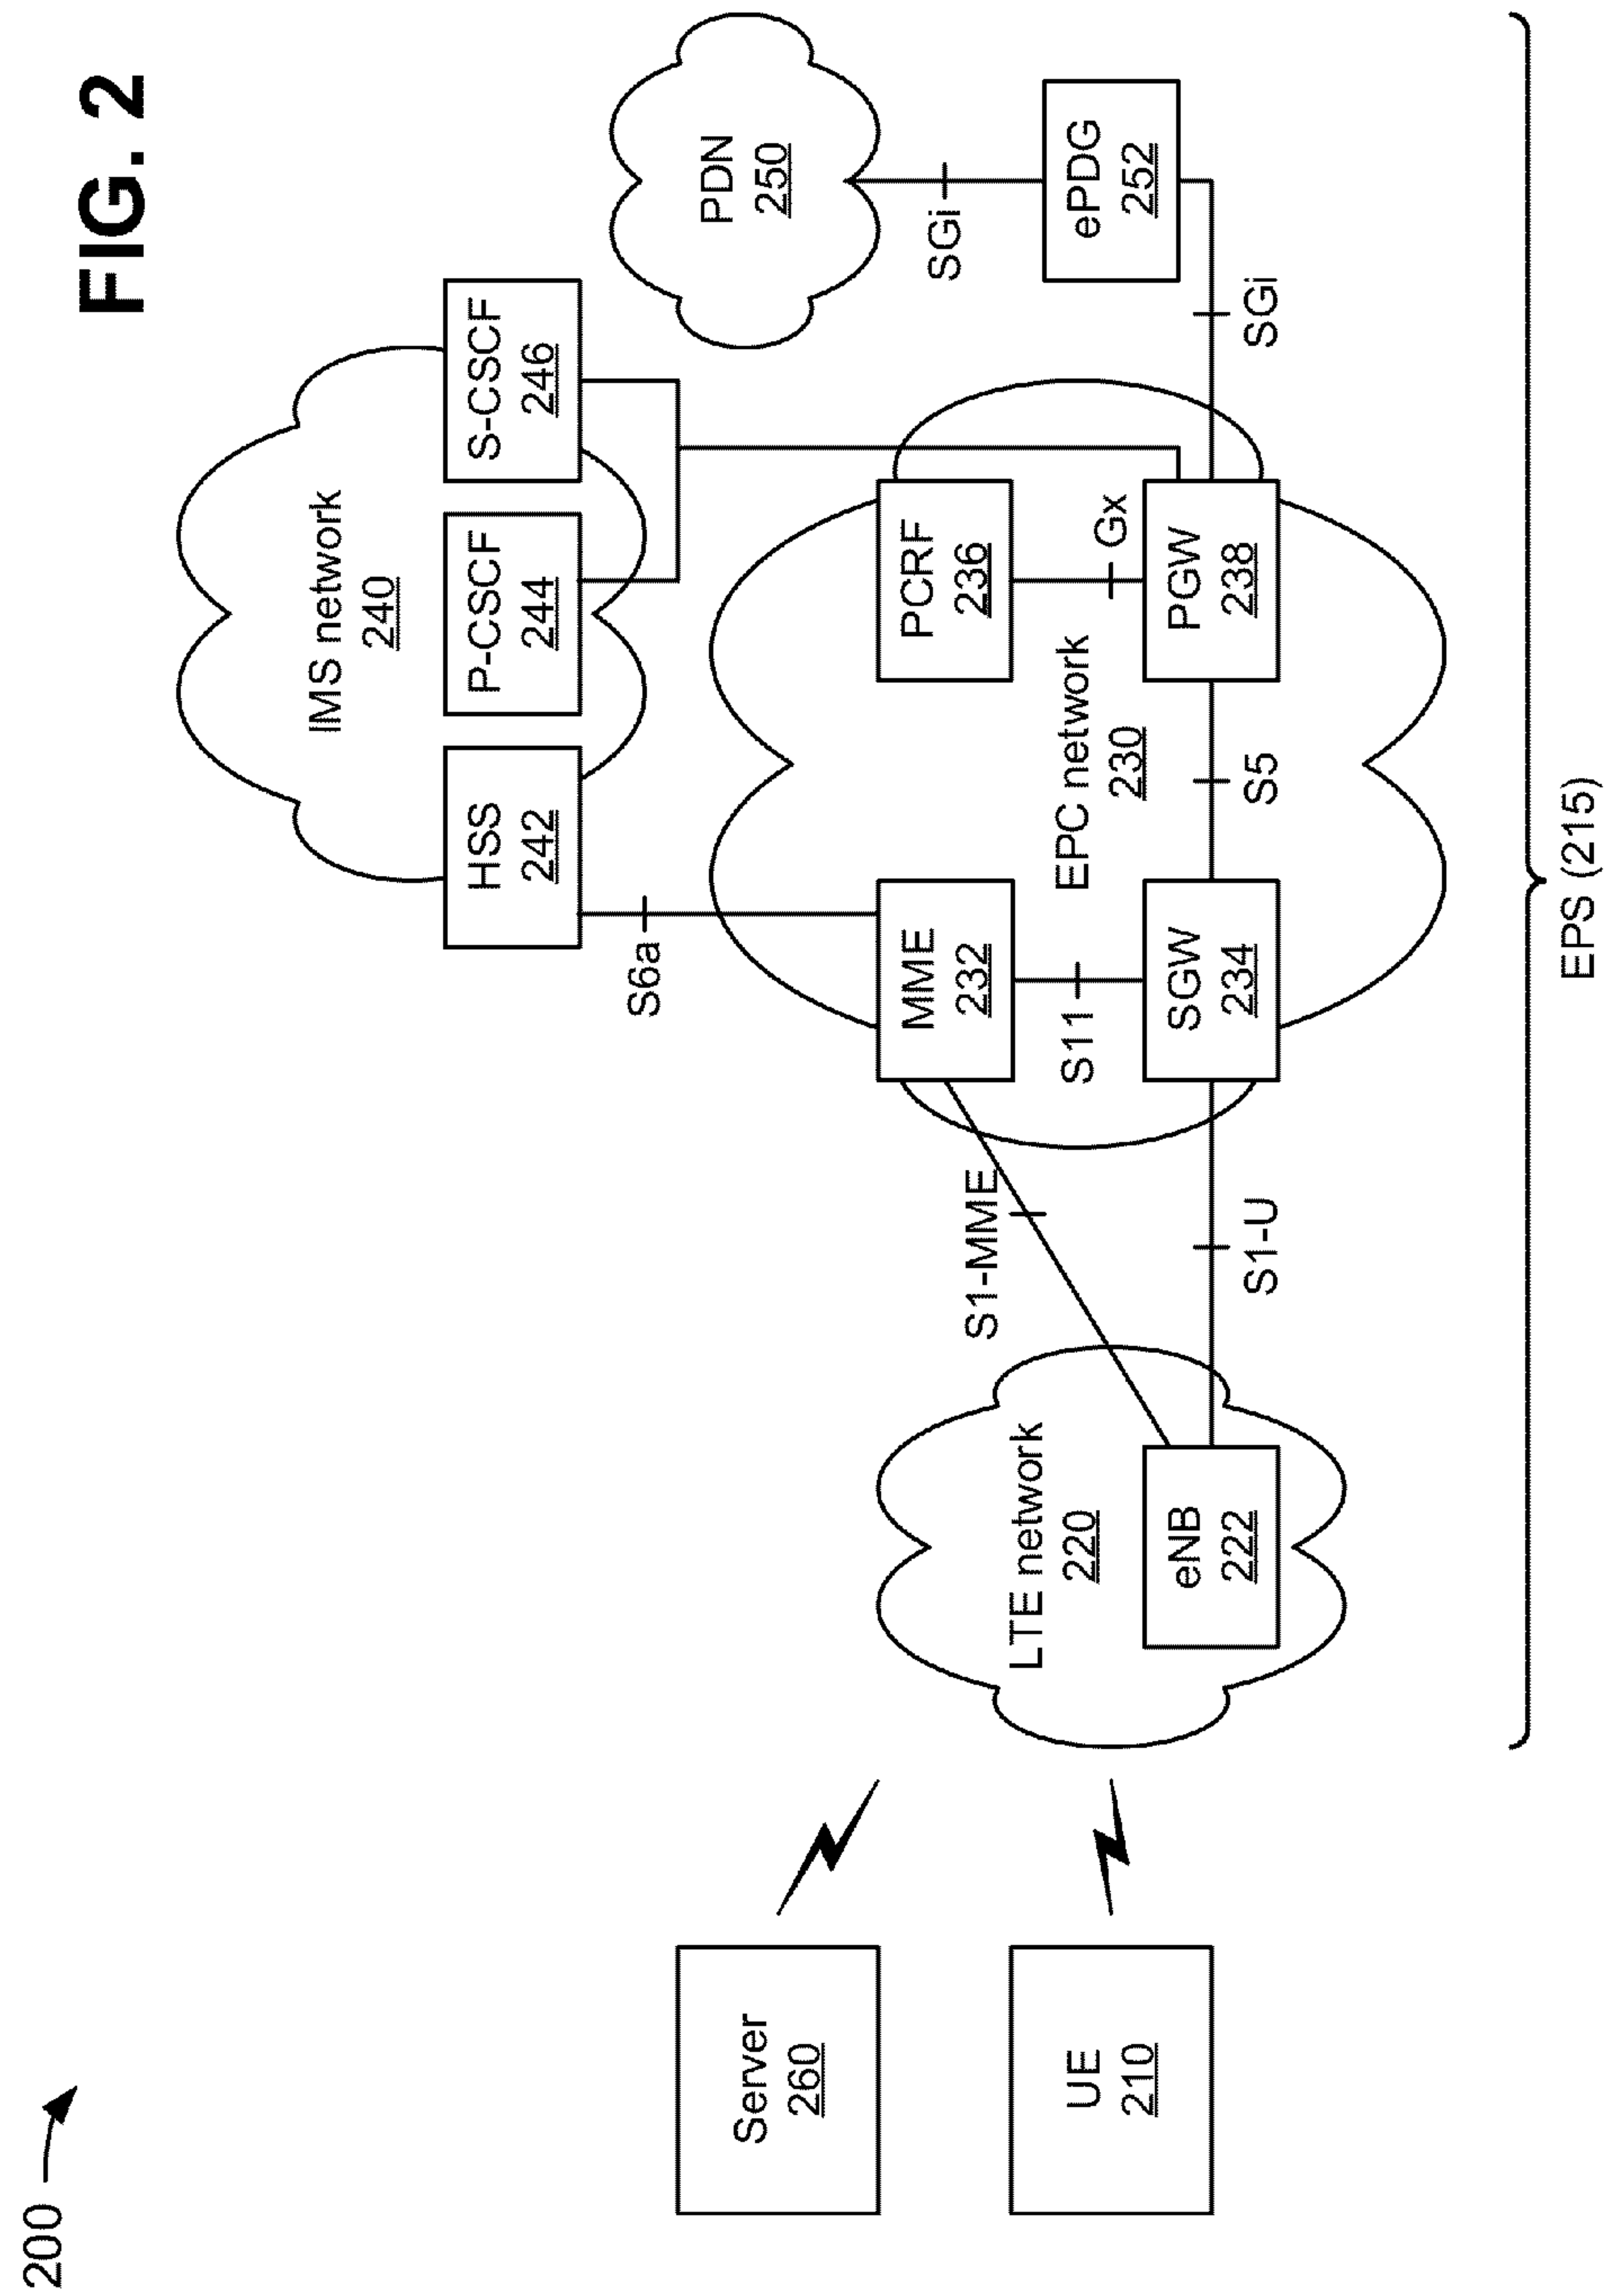 FIG. 2
200
IMS network
240
HSS
242
P-CSCF
244
S-CSCF
246
PDN
250
S6a
SGi
Server
260
LTE network
220
S1-MME
MME
232
PCRF
236
ePDG
252
S11
EPC network
230
Gx
UE
210
eNB
222
SGW
234
PGW
238
S1-U
S5
SGi
EPS (215)